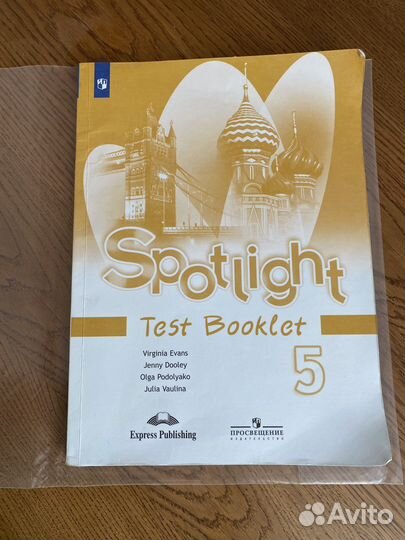 Spotlight
Test Booklet
5
Virginia Evans
Jenny Dooley
Olga Podolyako
Julia Vaulina
Express Publishing
ПРОСВЕЩЕНИЕ
ИЗДАТЕЛЬСТВО
Avito